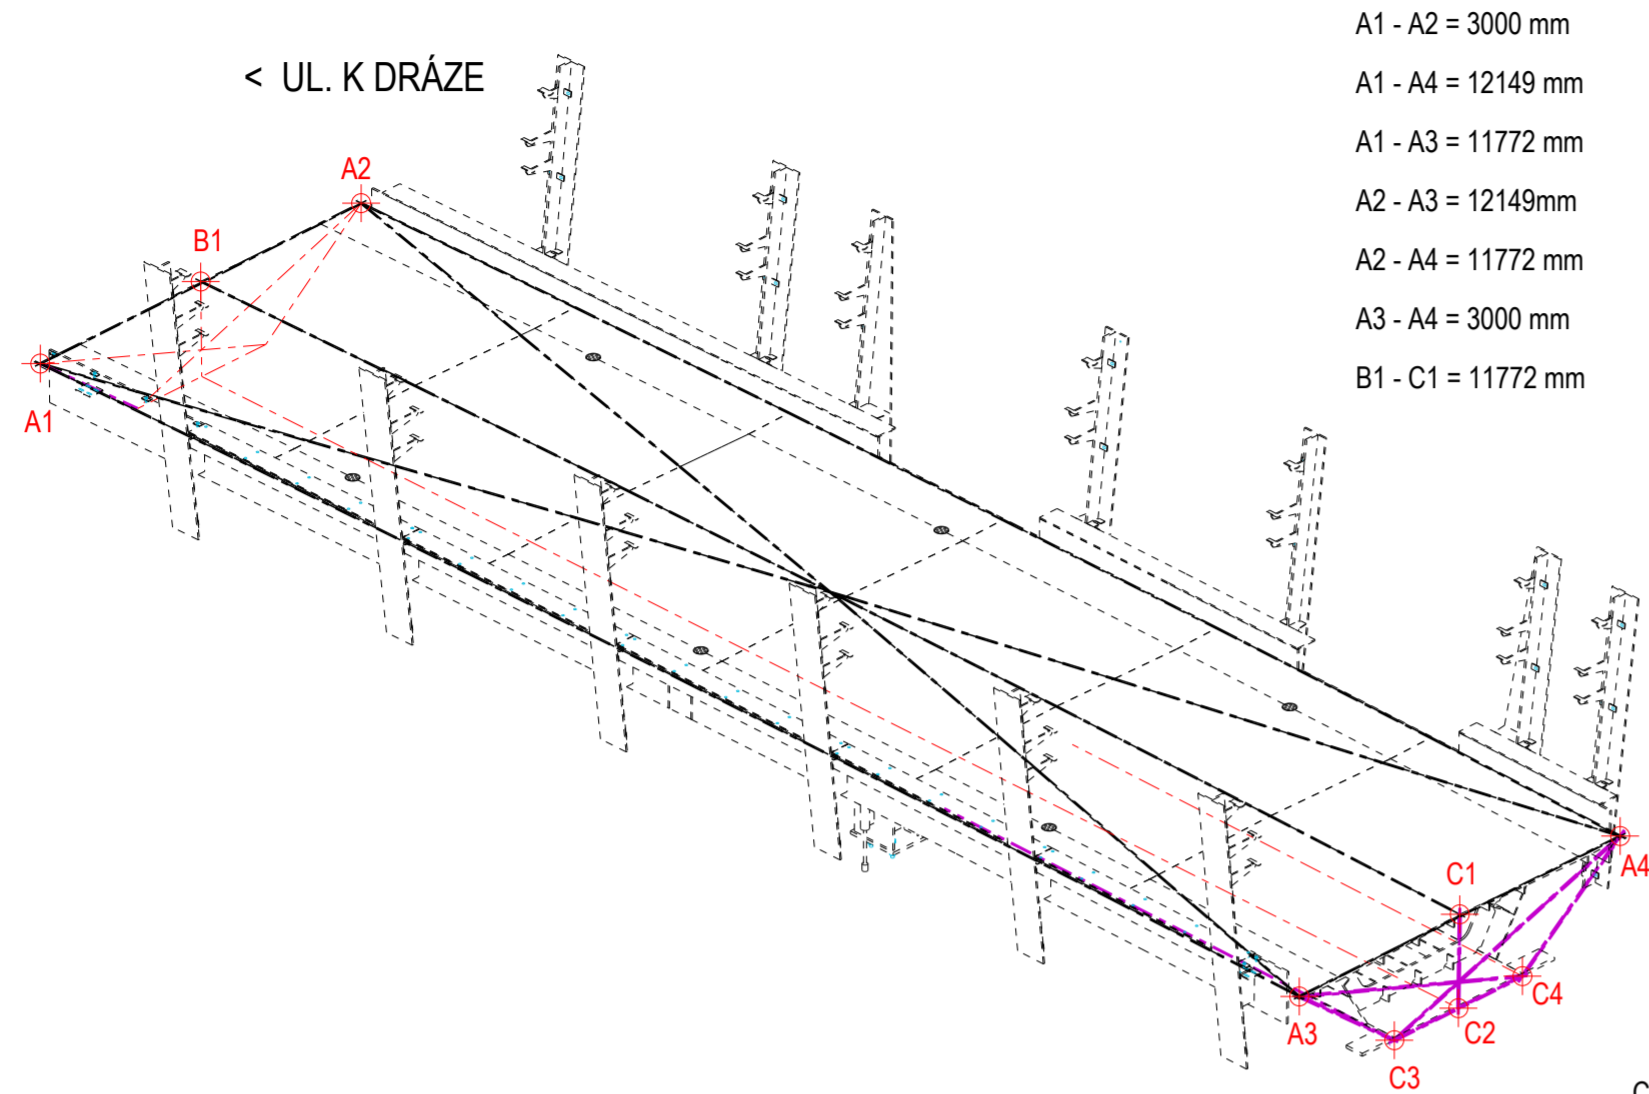 A1 - A2 = 3000 mm
< UL. K DRÁZE
A1 - A4 = 12149 mm
A1 - A3 = 11772 mm
A2 - A3 = 12149mm
A2 - A4 = 11772 mm
A3 - A4 = 3000 mm
B1 - C1 = 11772 mm
A2
B1
A1
A4
C1
C4
A3
C2
C3